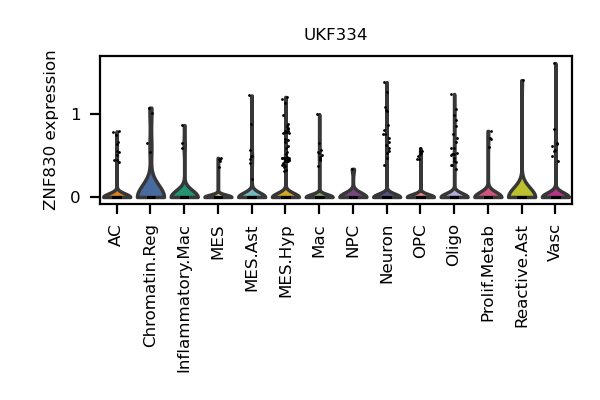 UKF334
ZNF830 expression
1
0
AC
Chromatin.Reg
Inflammatory.Mac
MES
MES.Ast
MES.Hyp
Mac
NPC
Neuron
OPC
Oligo
Prolif.Metab
Reactive.Ast
Vasc